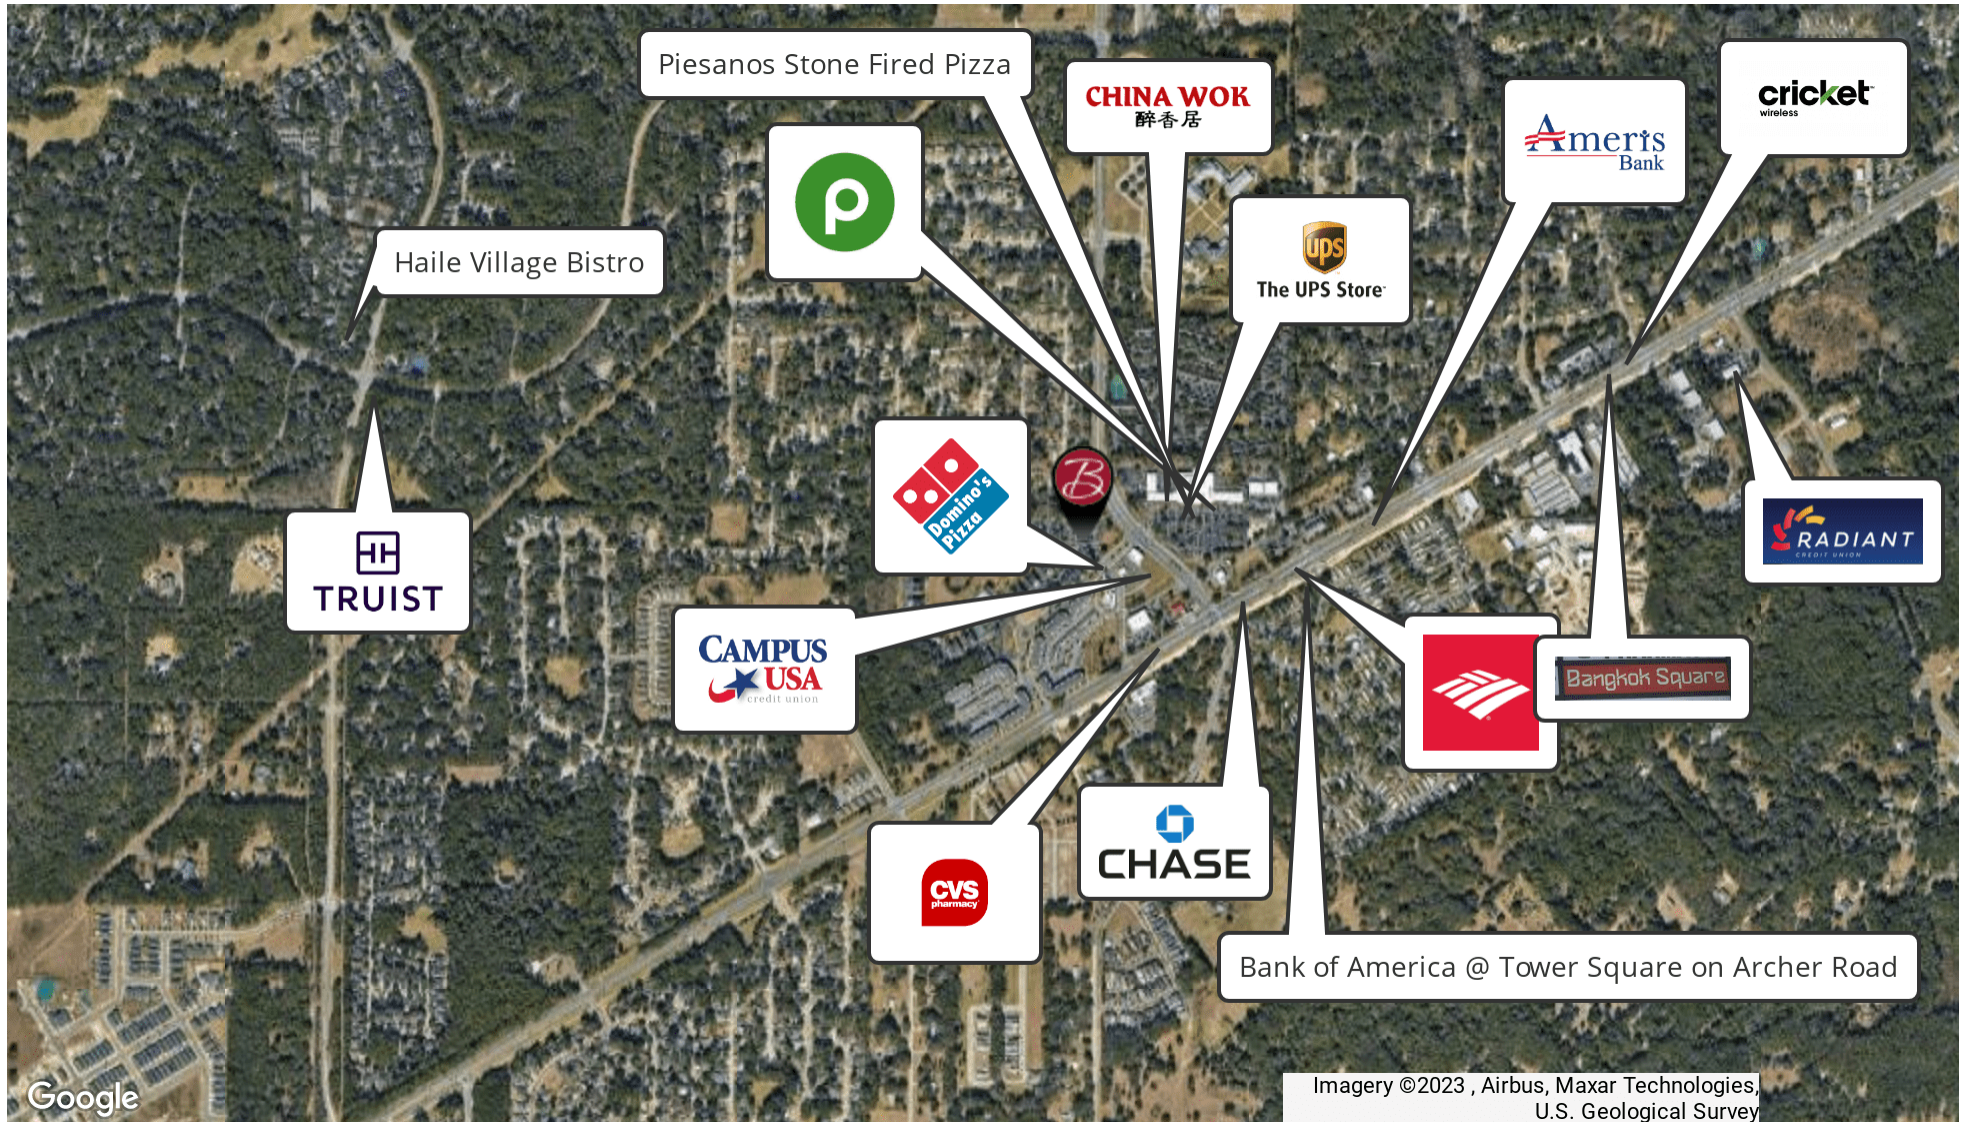 Piesanos Stone Fired Pizza
CHINA WOK
醉香居
cricket
wireless
Ameris
Bank
p
ups
The UPS Store
Haile Village Bistro
Domino's
Pizza
B
RADIANT
CREDIT UNION
TRUIST
CAMPUS
USA
credit union
Bangkok Square
CHASE
CVS
pharmacy
Bank of America @ Tower Square on Archer Road
Google
Imagery ©2023 , Airbus, Maxar Technologies,
U.S. Geological Survey